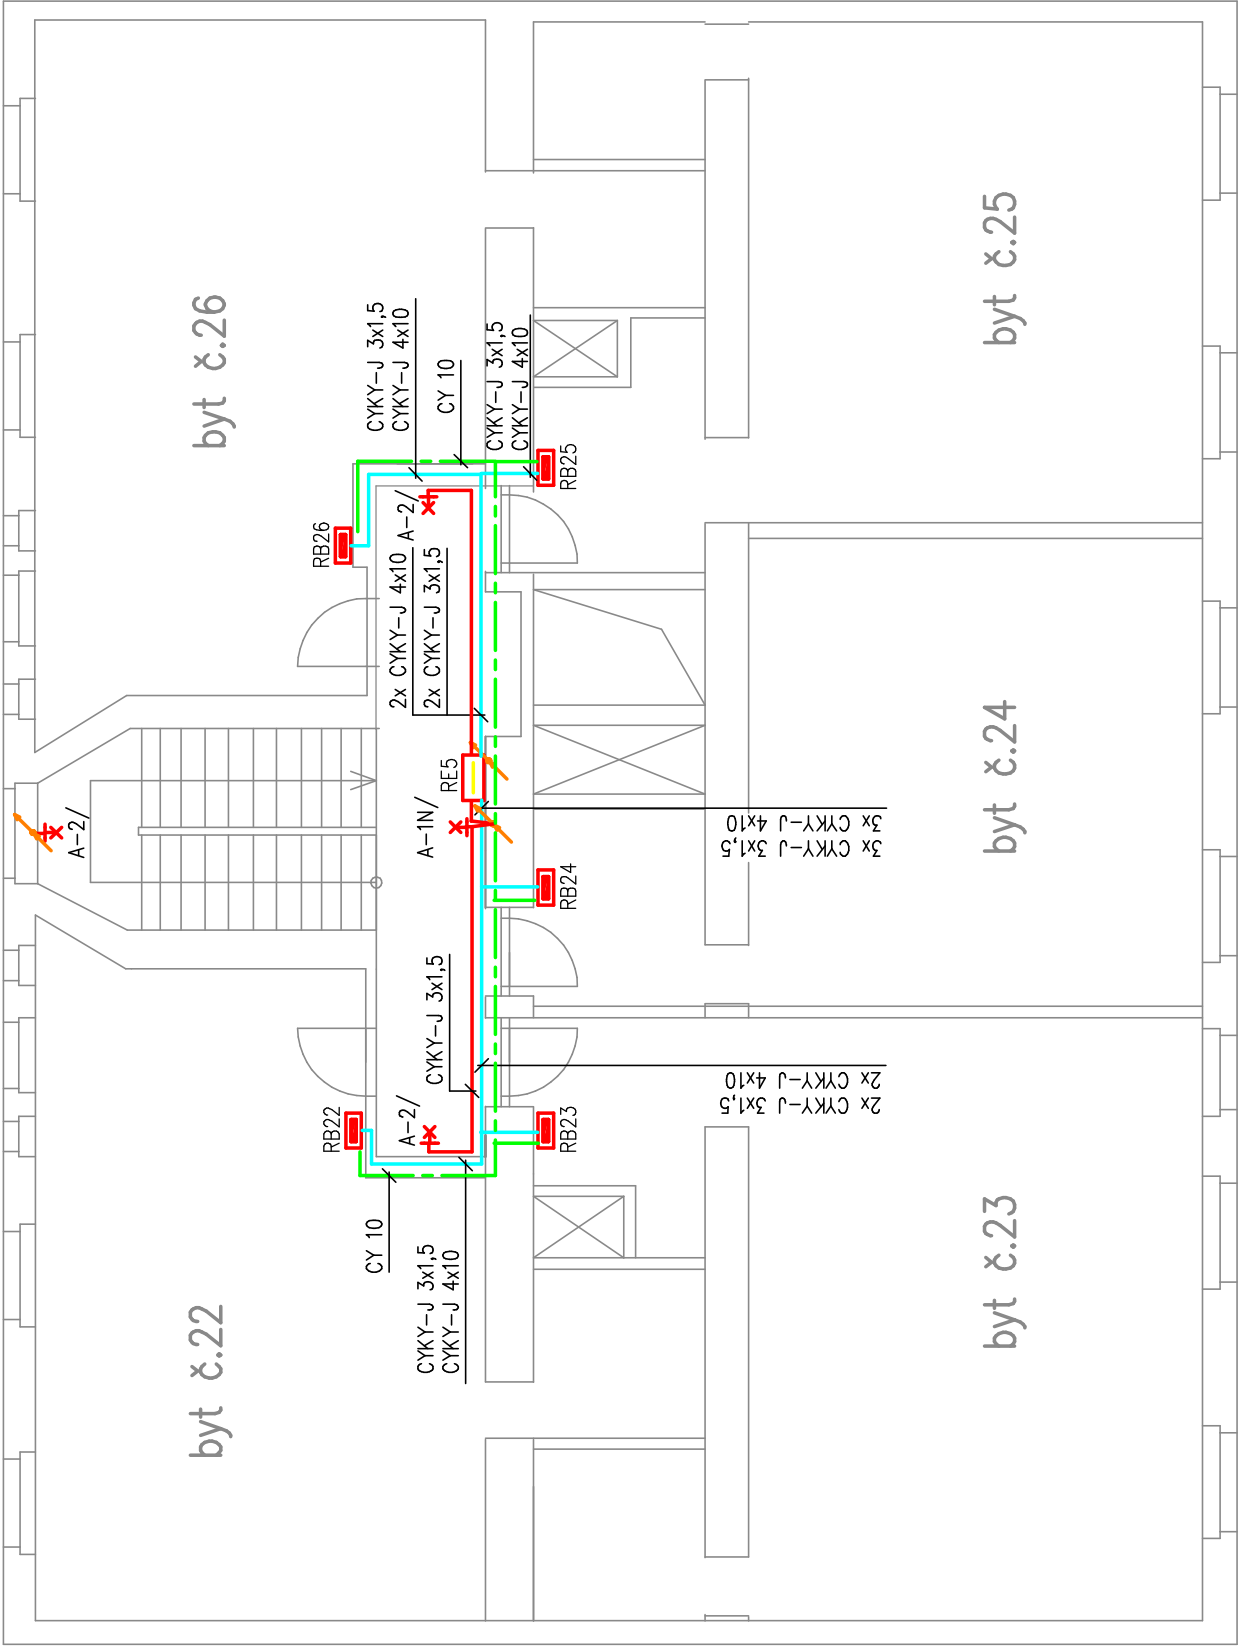 byt č.26
byt č.25
CYKY-J 3x1,5
CYKY-J 4x10
CY 10
CYKY-J 3x1,5
CYKY-J 4x10
RB26
RB25
A-2/
2x CYKY-J 4x10
2x CYKY-J 3x1,5
RE5
A-2/
A-1N/
3x CYKY-J 3x1,5
3x CYKY-J 4x10
byt č.24
RB24
CYKY-J 3x1,5
2x CYKY-J 3x1,5
2x CYKY-J 4x10
RB22
A-2/
RB23
CY 10
CYKY-J 3x1,5
CYKY-J 4x10
byt č.22
byt č.23